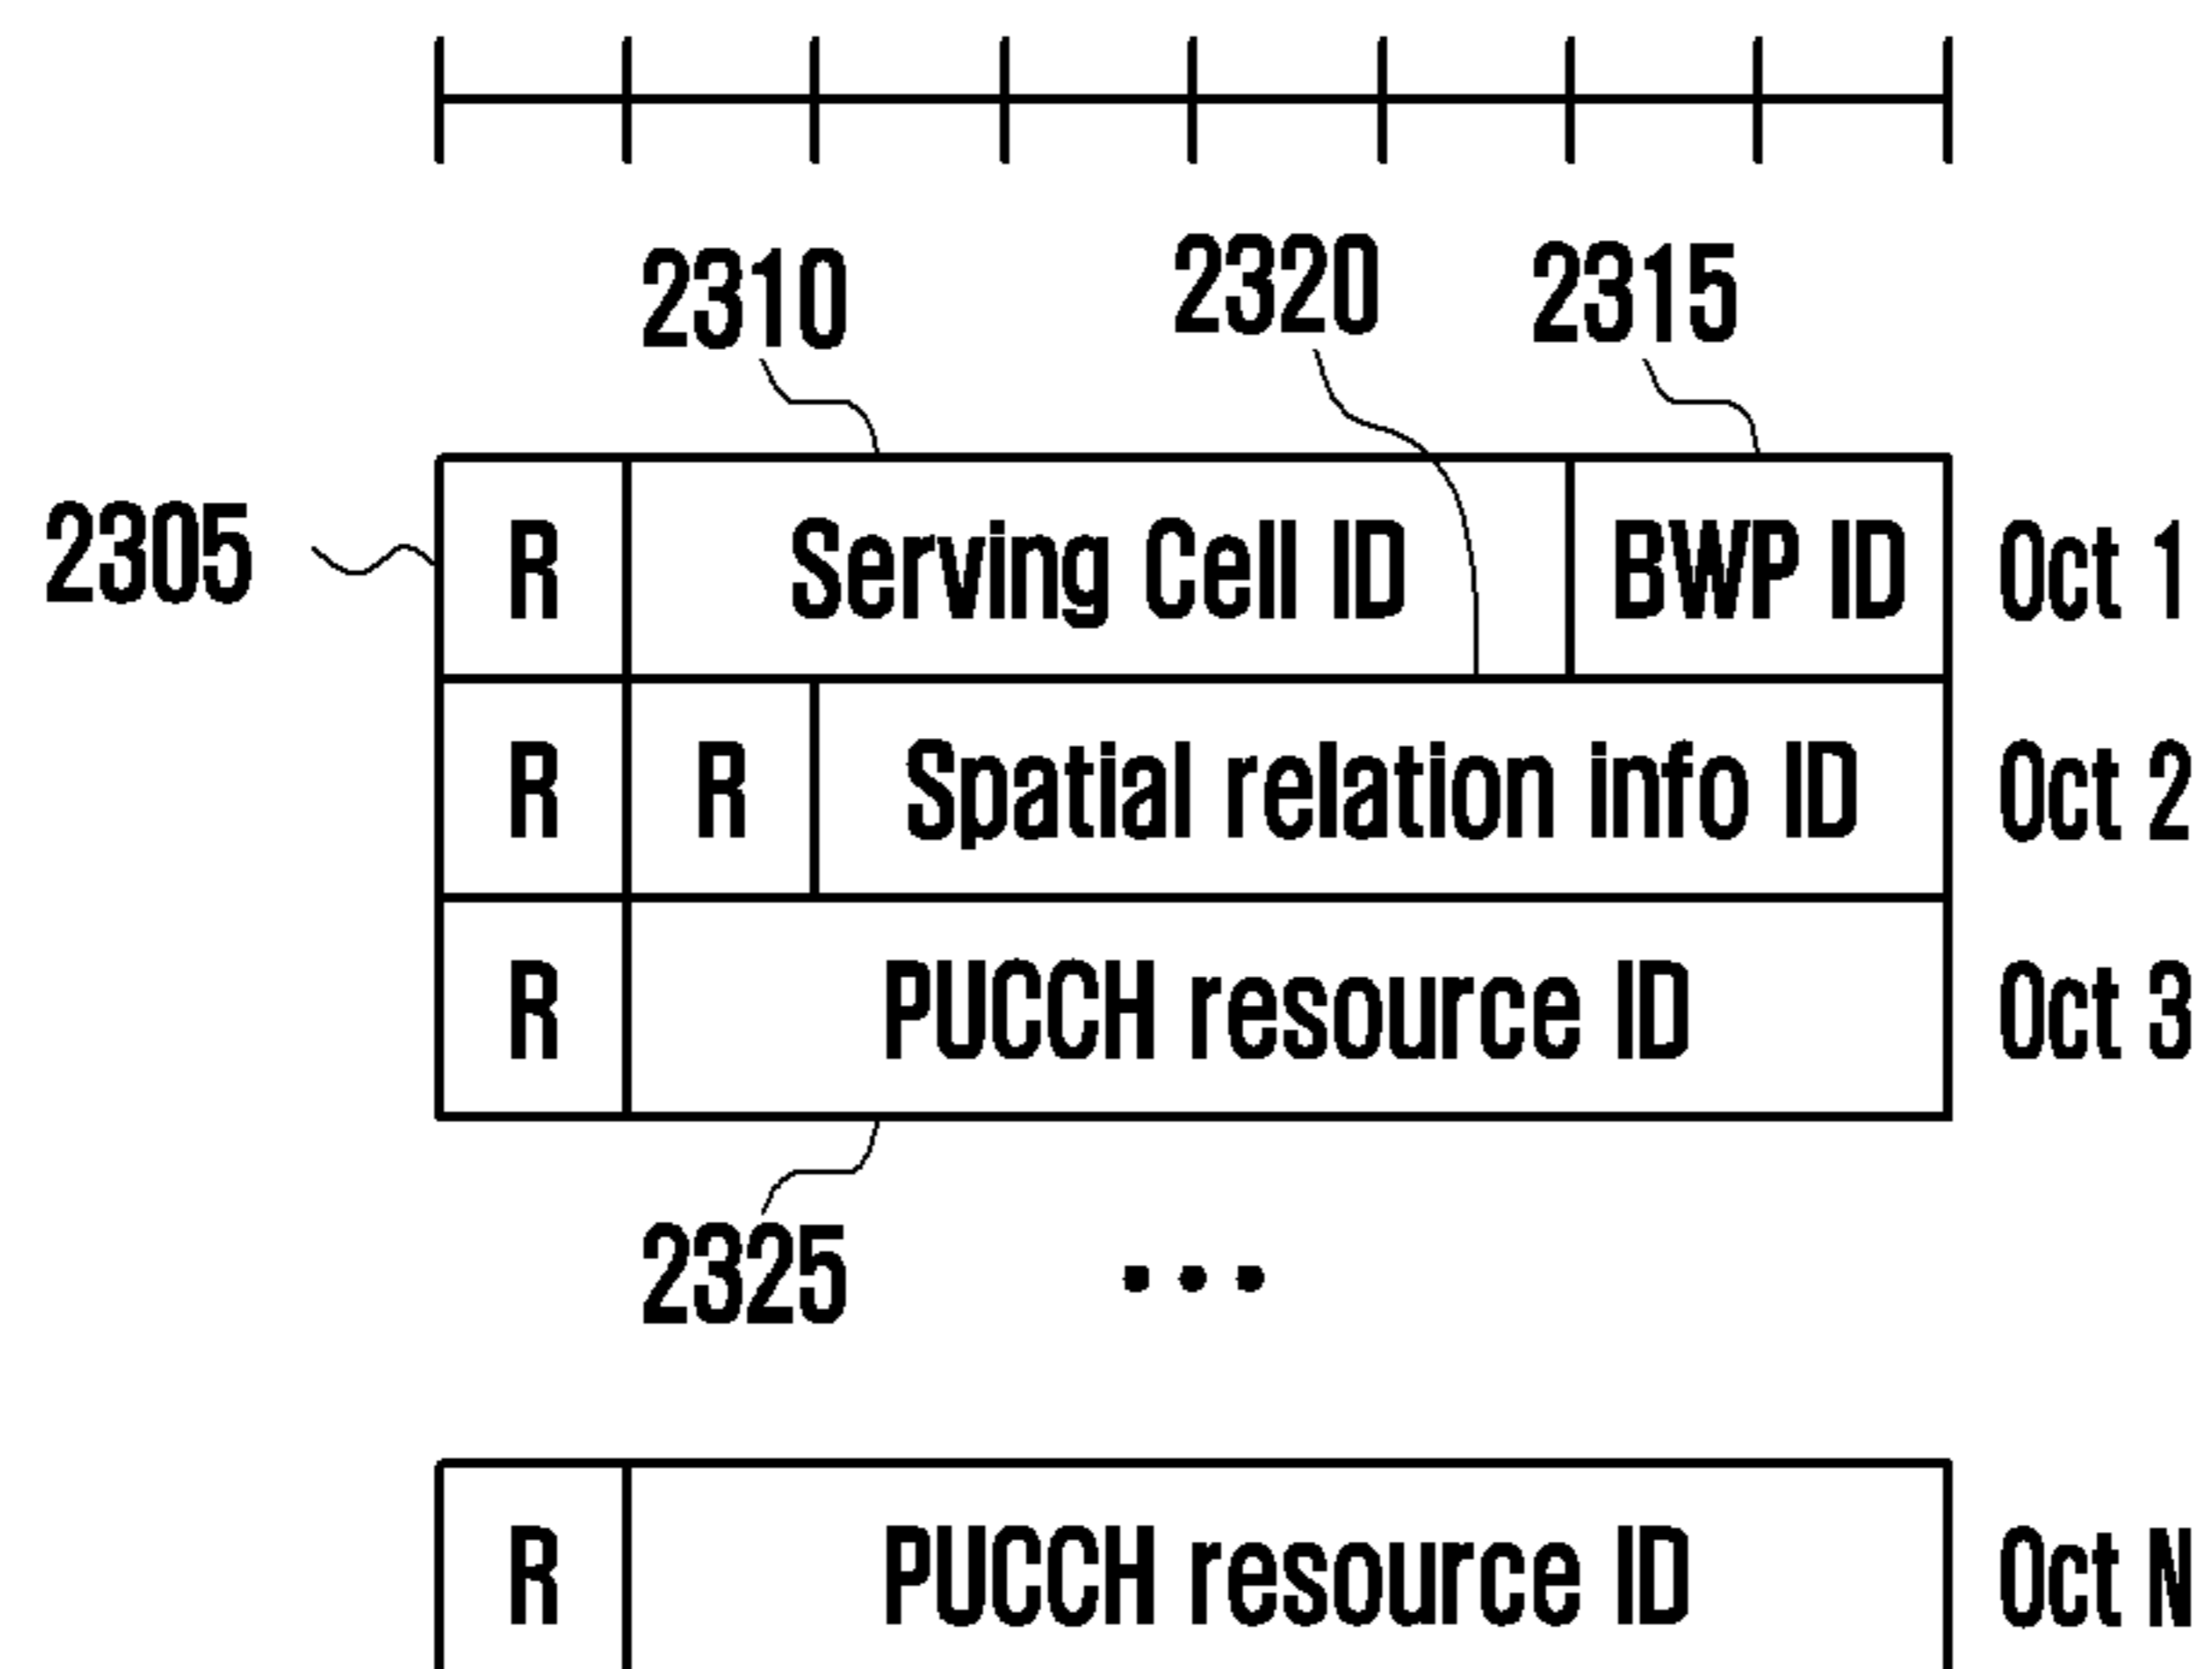 2310 2320 2315
2305 R Serving Cell ID BWP ID Oct 1
R R Spatial relation info ID Oct 2
R PUCCH resource ID Oct 3
2325 ...
R PUCCH resource ID Oct N